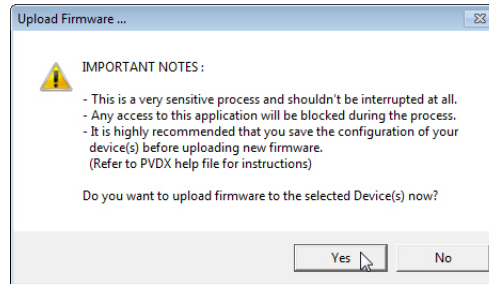 Upload Firmware ...
IMPORTANT NOTES :
- This is a very sensitive process and shouldn't be interrupted at all.
- Any access to this application will be blocked during the process.
- It is highly recommended that you save the configuration of your
device(s) before uploading new firmware.
(Refer to PVDX help file for instructions)
Do you want to upload firmware to the selected Device(s) now?
Yes
No